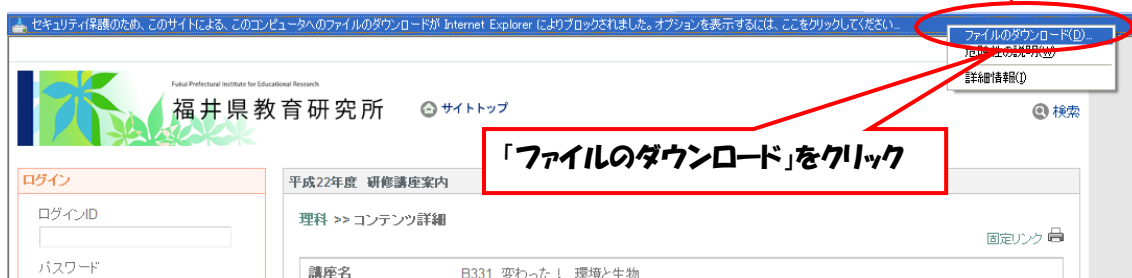 セキュリティ保護のため、このサイトによる、このコンピュータへのファイルのダウンロードが Internet Explorer によりブロックされました。オプションを表示するには、ここをクリックしてください...
ファイルのダウンロード(D)...
危険性の説明(W)
詳細情報(I)
Fukui Prefectural Institute for Educational Research
福井県教育研究所
サイトトップ
検索
「ファイルのダウンロード」をクリック
ログイン
平成22年度 研修講座案内
ログインID
理科 >> コンテンツ詳細
固定リンク
パスワード
講座名 B331 変わった！ 環境と生物